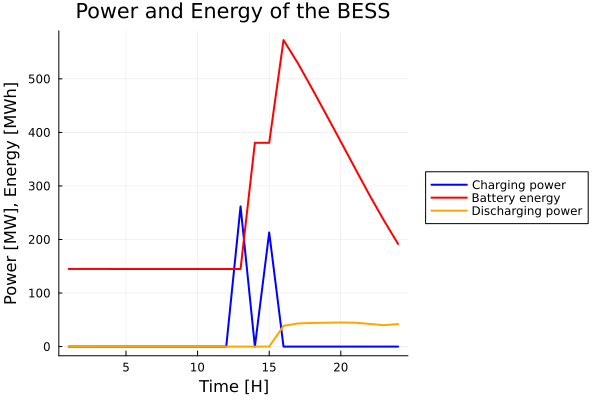 Power and Energy of the BESS
Power [MW], Energy [MWh]
500
400
300
200
100
0
5 10 15 20
Time [H]
Charging power
Battery energy
Discharging power